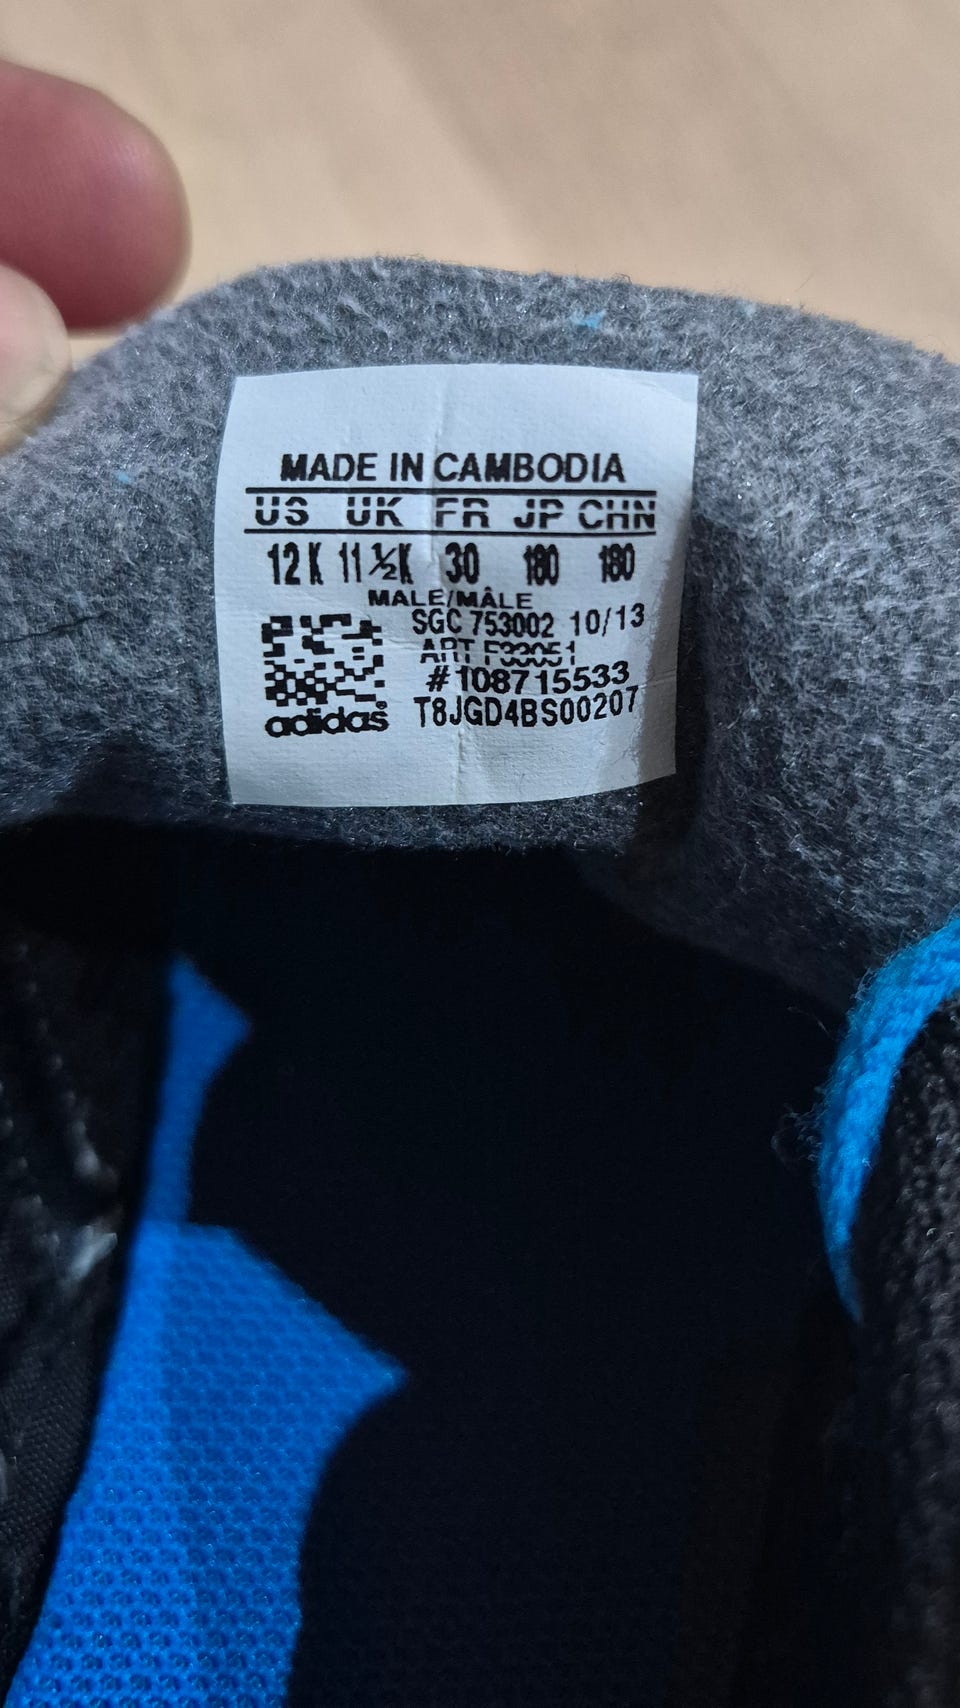 MADE IN CAMBODIA
US UK FR JP CHN
12 K 11 ½K 30 180 180
MALE/MÂLE
SGC 753002 10/13
ART F33051
#108715533
T8JGD4BS00207
adidas®